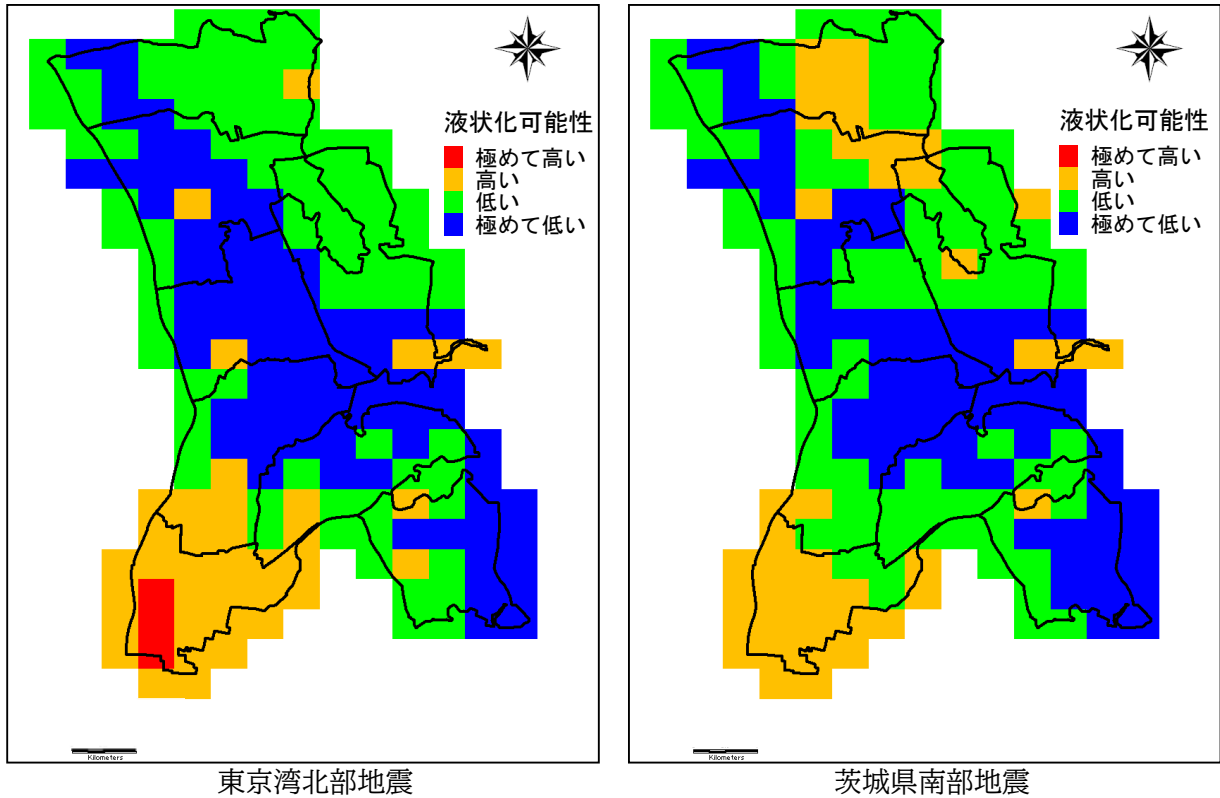 液状化可能性
極めて高い
高い
低い
極めて低い
Kilometers
東京湾北部地震
液状化可能性
極めて高い
高い
低い
極めて低い
Kilometers
茨城県南部地震